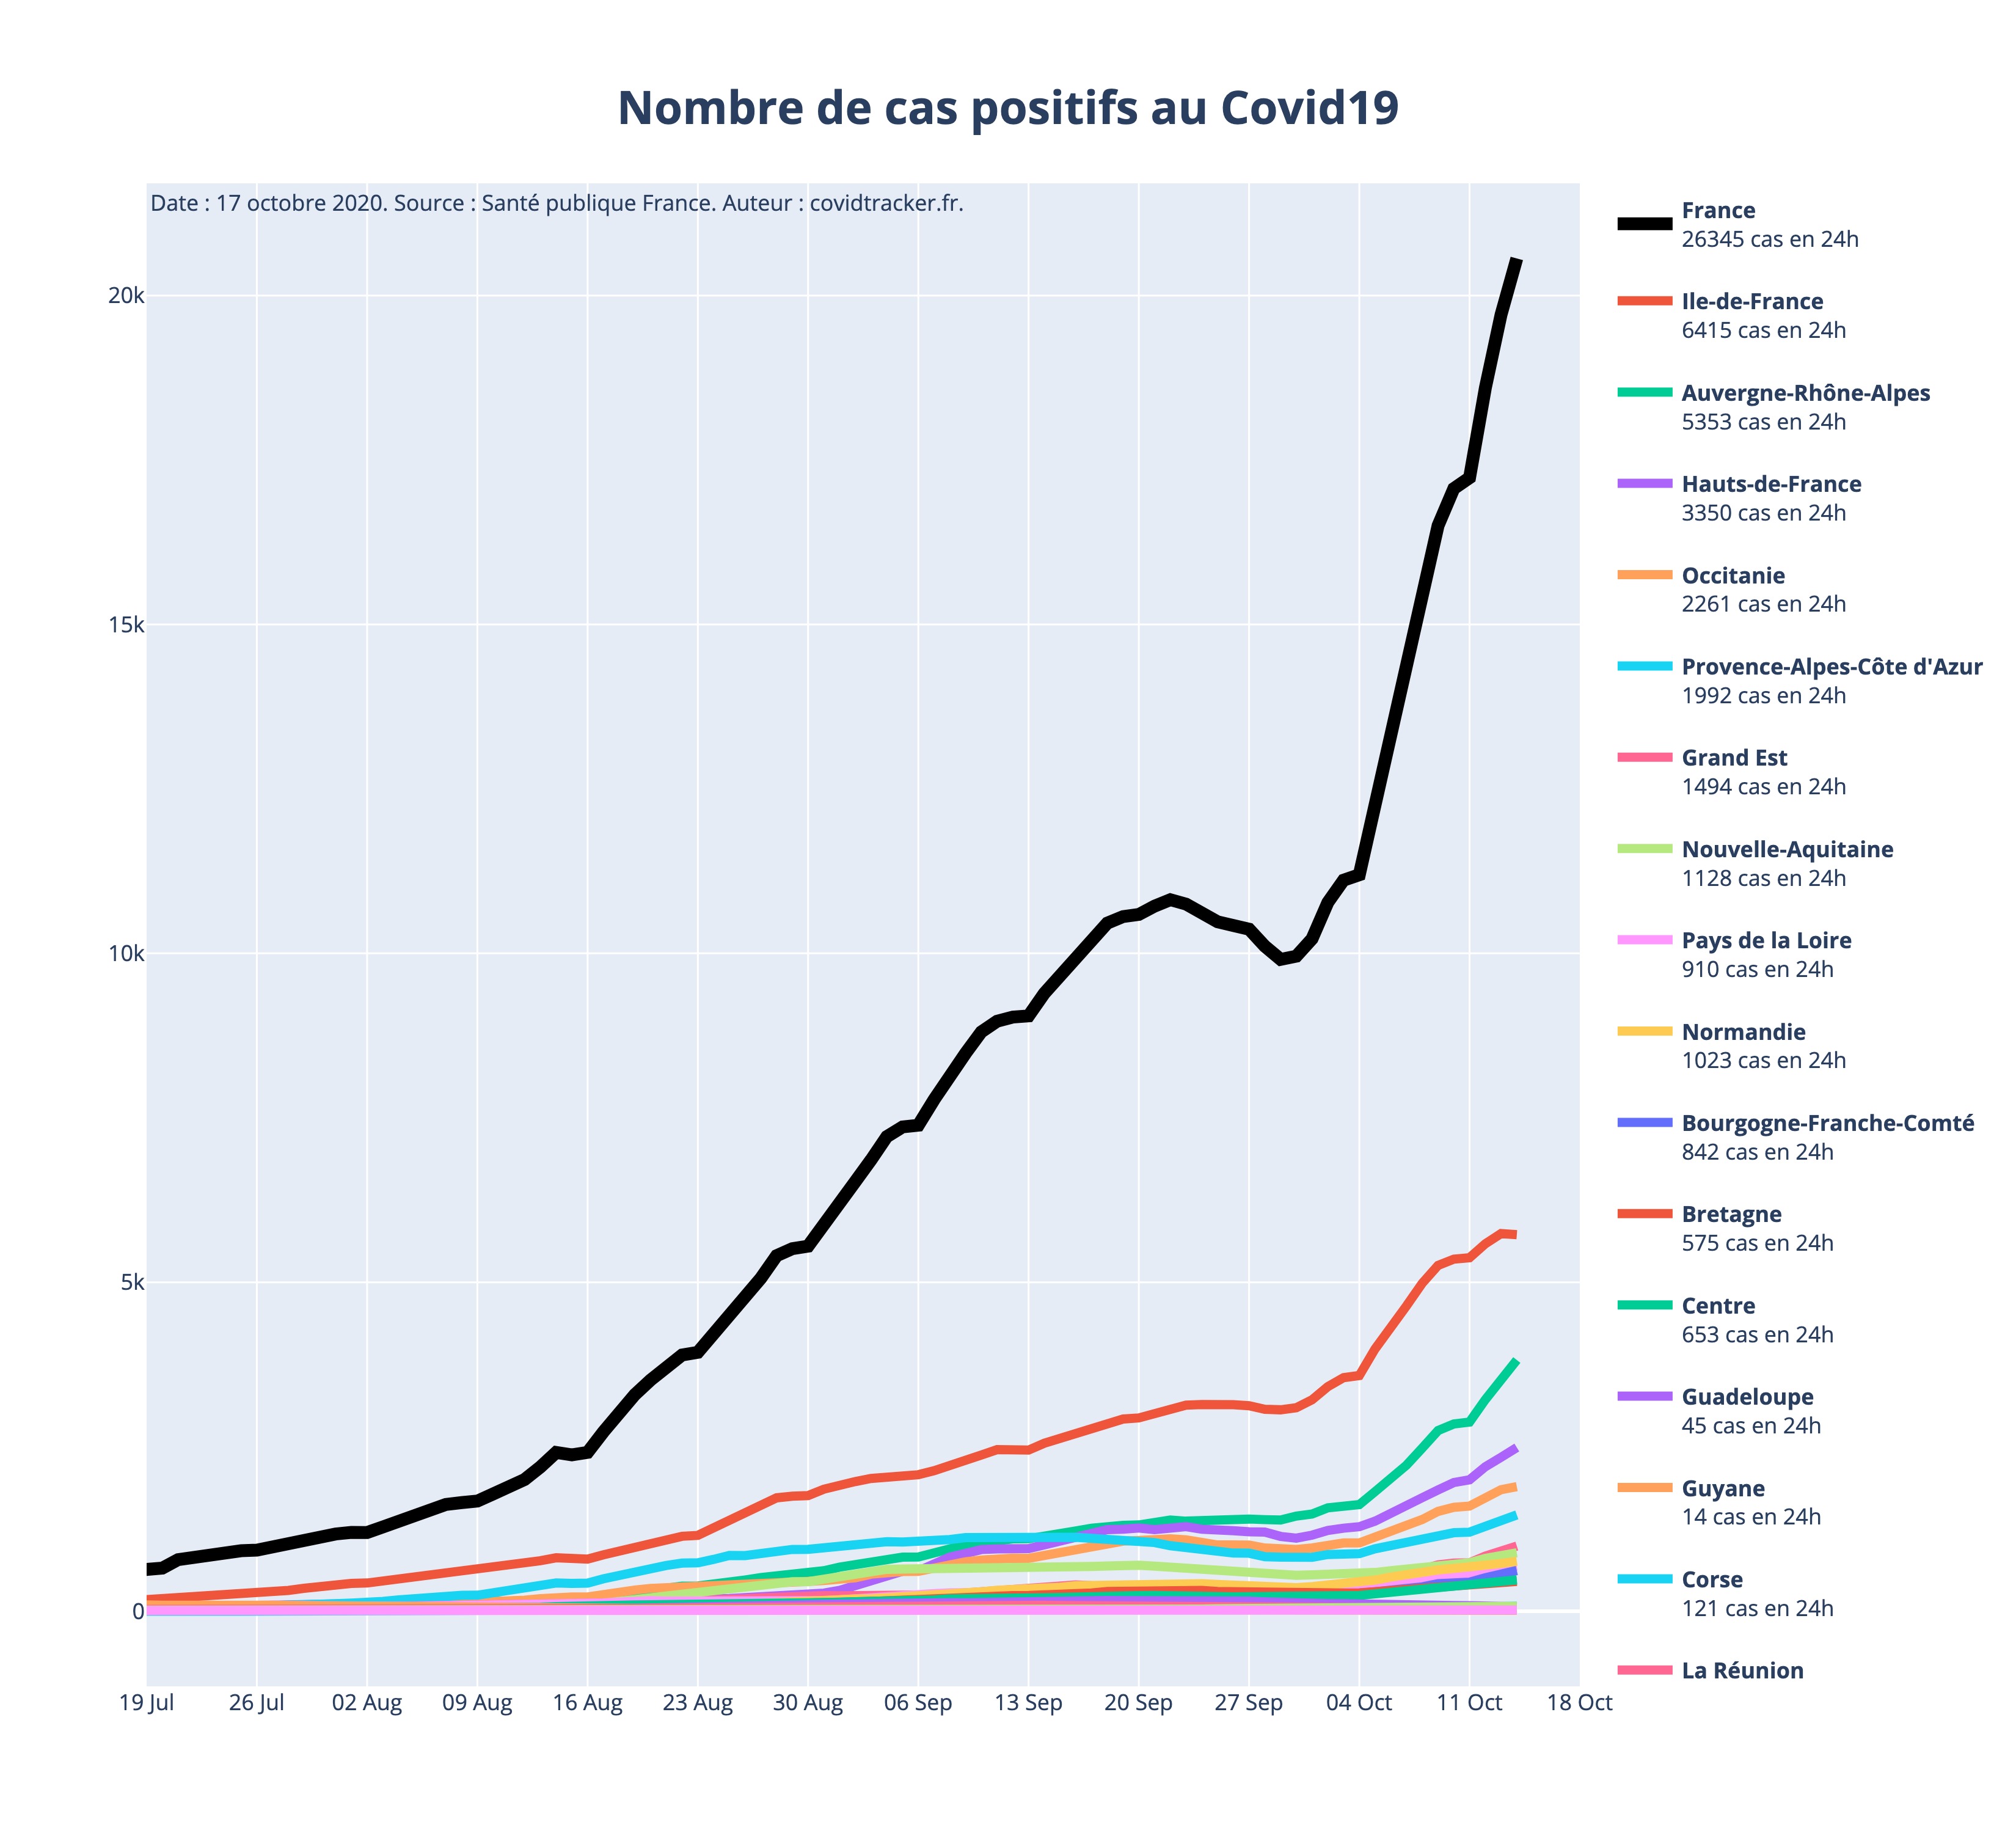 Nombre de cas positifs au Covid19
Date : 17 octobre 2020. Source : Santé publique France. Auteur : covidtracker.fr.
20k
15k
10k
5k
0
19 Jul
26 Jul
02 Aug
09 Aug
16 Aug
23 Aug
30 Aug
06 Sep
13 Sep
20 Sep
27 Sep
04 Oct
11 Oct
18 Oct
France
26345 cas en 24h
Ile-de-France
6415 cas en 24h
Auvergne-Rhône-Alpes
5353 cas en 24h
Hauts-de-France
3350 cas en 24h
Occitanie
2261 cas en 24h
Provence-Alpes-Côte d'Azur
1992 cas en 24h
Grand Est
1494 cas en 24h
Nouvelle-Aquitaine
1128 cas en 24h
Pays de la Loire
910 cas en 24h
Normandie
1023 cas en 24h
Bourgogne-Franche-Comté
842 cas en 24h
Bretagne
575 cas en 24h
Centre
653 cas en 24h
Guadeloupe
45 cas en 24h
Guyane
14 cas en 24h
Corse
121 cas en 24h
La Réunion